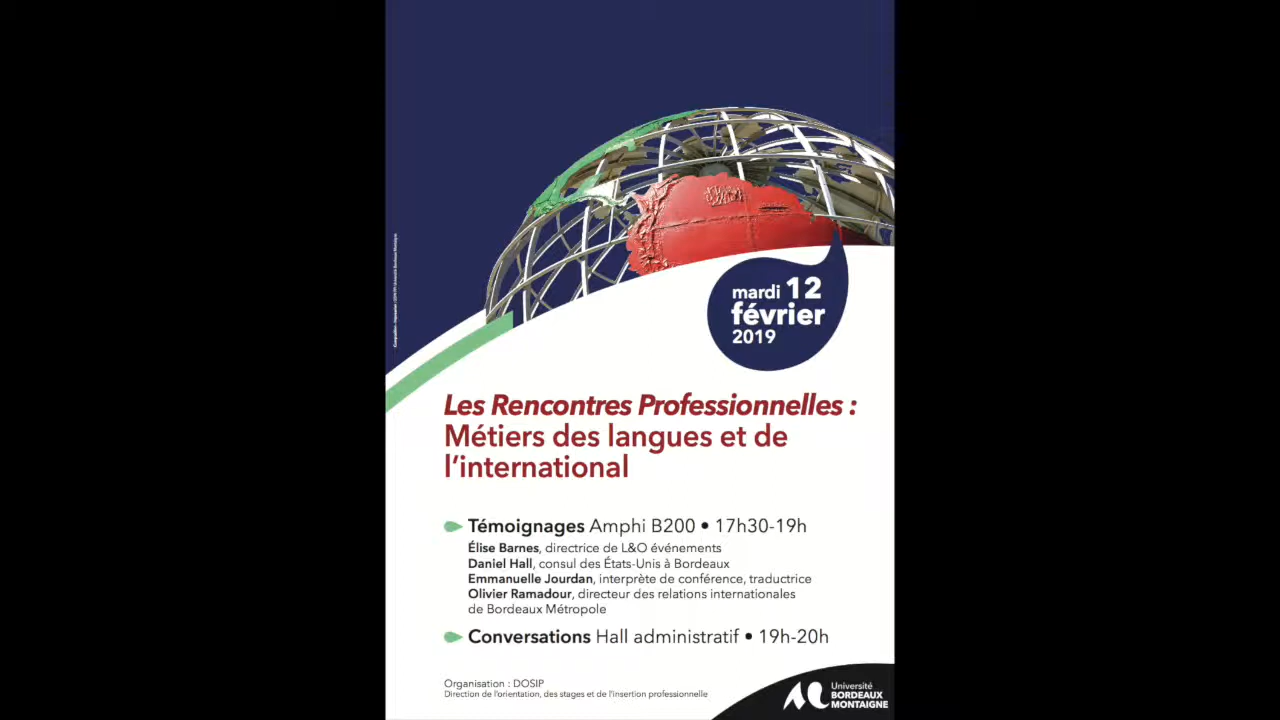 mardi 12
février
2019
Les Rencontres Professionnelles :
Métiers des langues et de
l'international
Témoignages Amphi B200 • 17h30-19h
Élise Barnes, directrice de L&O événements
Daniel Hall, consul des États-Unis à Bordeaux
Emmanuelle Jourdan, interprète de conférence, traductrice
Olivier Ramadour, directeur des relations internationales
de Bordeaux Métropole
Conversations Hall administratif • 19h-20h
Organisation : DOSIP
Direction de l'orientation, des stages et de l'insertion professionnelle
Université
BORDEAUX
MONTAIGNE